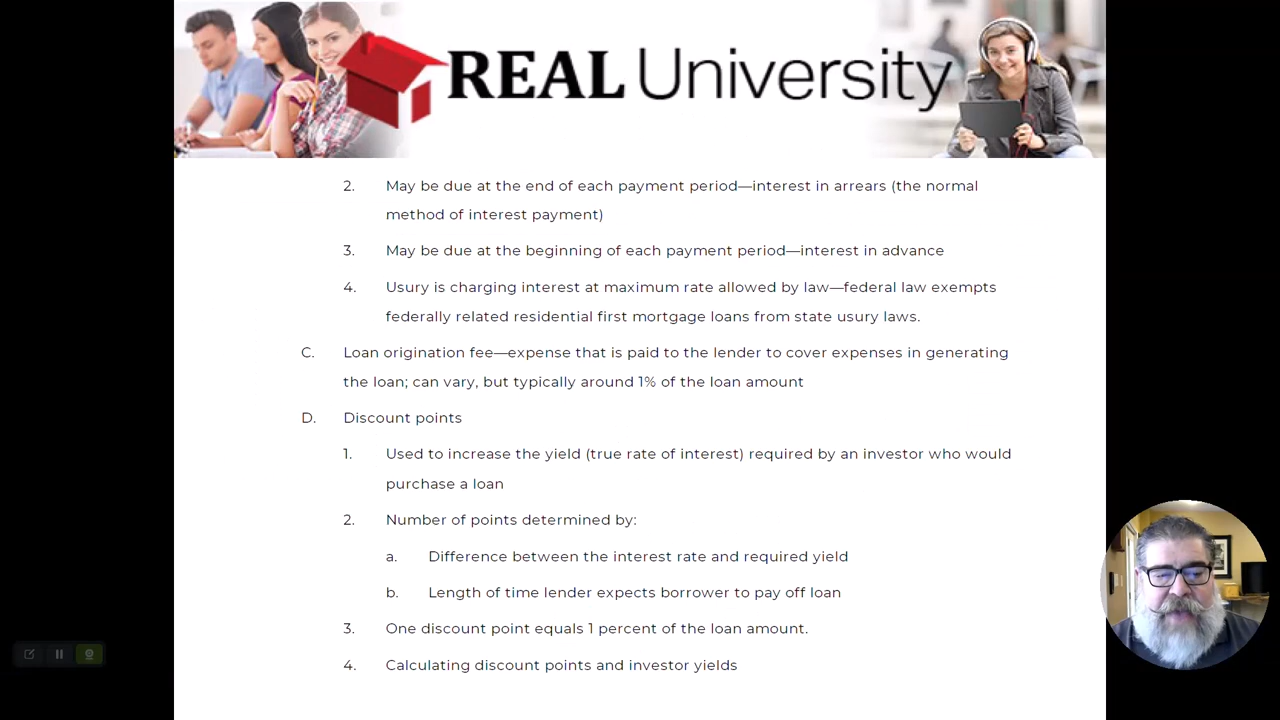 REAL University
2. May be due at the end of each payment period—interest in arrears (the normal
method of interest payment)
3. May be due at the beginning of each payment period—interest in advance
4. Usury is charging interest at maximum rate allowed by law—federal law exempts
federally related residential first mortgage loans from state usury laws.
C. Loan origination fee—expense that is paid to the lender to cover expenses in generating
the loan; can vary, but typically around 1% of the loan amount
D. Discount points
1. Used to increase the yield (true rate of interest) required by an investor who would
purchase a loan
2. Number of points determined by:
a. Difference between the interest rate and required yield
b. Length of time lender expects borrower to pay off loan
3. One discount point equals 1 percent of the loan amount.
4. Calculating discount points and investor yields